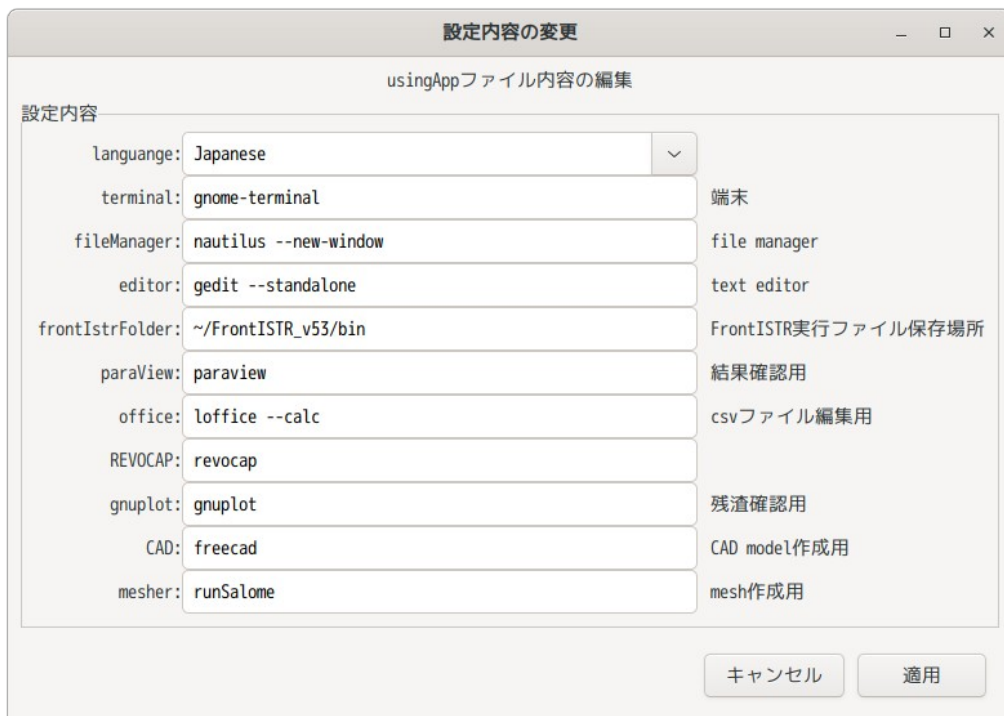 設定内容の変更
usingAppファイル内容の編集
設定内容
languange: Japanese
terminal: gnome-terminal 端末
fileManager: nautilus --new-window file manager
editor: gedit --standalone text editor
frontIstrFolder: ~/FrontISTR_v53/bin FrontISTR実行ファイル保存場所
paraView: paraview 結果確認用
office: loffice --calc csvファイル編集用
REVOCAP: revocap
gnuplot: gnuplot 残渣確認用
CAD: freecad CAD model作成用
mesher: runSalome mesh作成用
キャンセル 適用